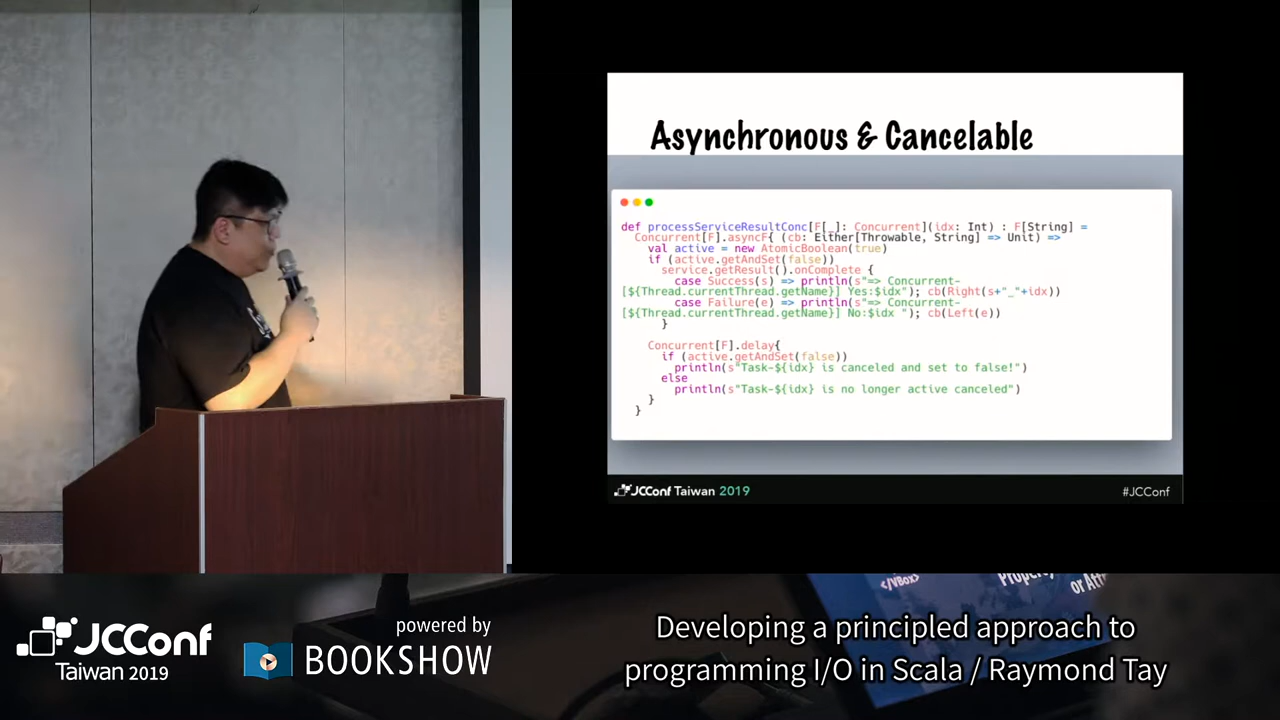 Asynchronous & Cancelable
def processServiceResultConc[F[_]: Concurrent](idx: Int) : F[String] =
Concurrent[F].asyncF{ (cb: Either[Throwable, String] => Unit) =>
val active = new AtomicBoolean(true)
if (active.getAndSet(false))
service.getResult().onComplete {
case Success(s) => println(s"=> Concurrent-
[${Thread.currentThread.getName}] Yes:$idx"); cb(Right(s+"_"+idx))
case Failure(e) => println(s"=> Concurrent-
[${Thread.currentThread.getName}] No:$idx "); cb(Left(e))
}
Concurrent[F].delay{
if (active.getAndSet(false))
println(s"Task-${idx} is canceled and set to false!")
else
println(s"Task-${idx} is no longer active canceled")
}
}
JCConf Taiwan 2019
#JCConf
</VBox>
JCConf
Taiwan 2019
powered by
BOOKSHOW
Developing a principled approach to
programming I/O in Scala / Raymond Tay